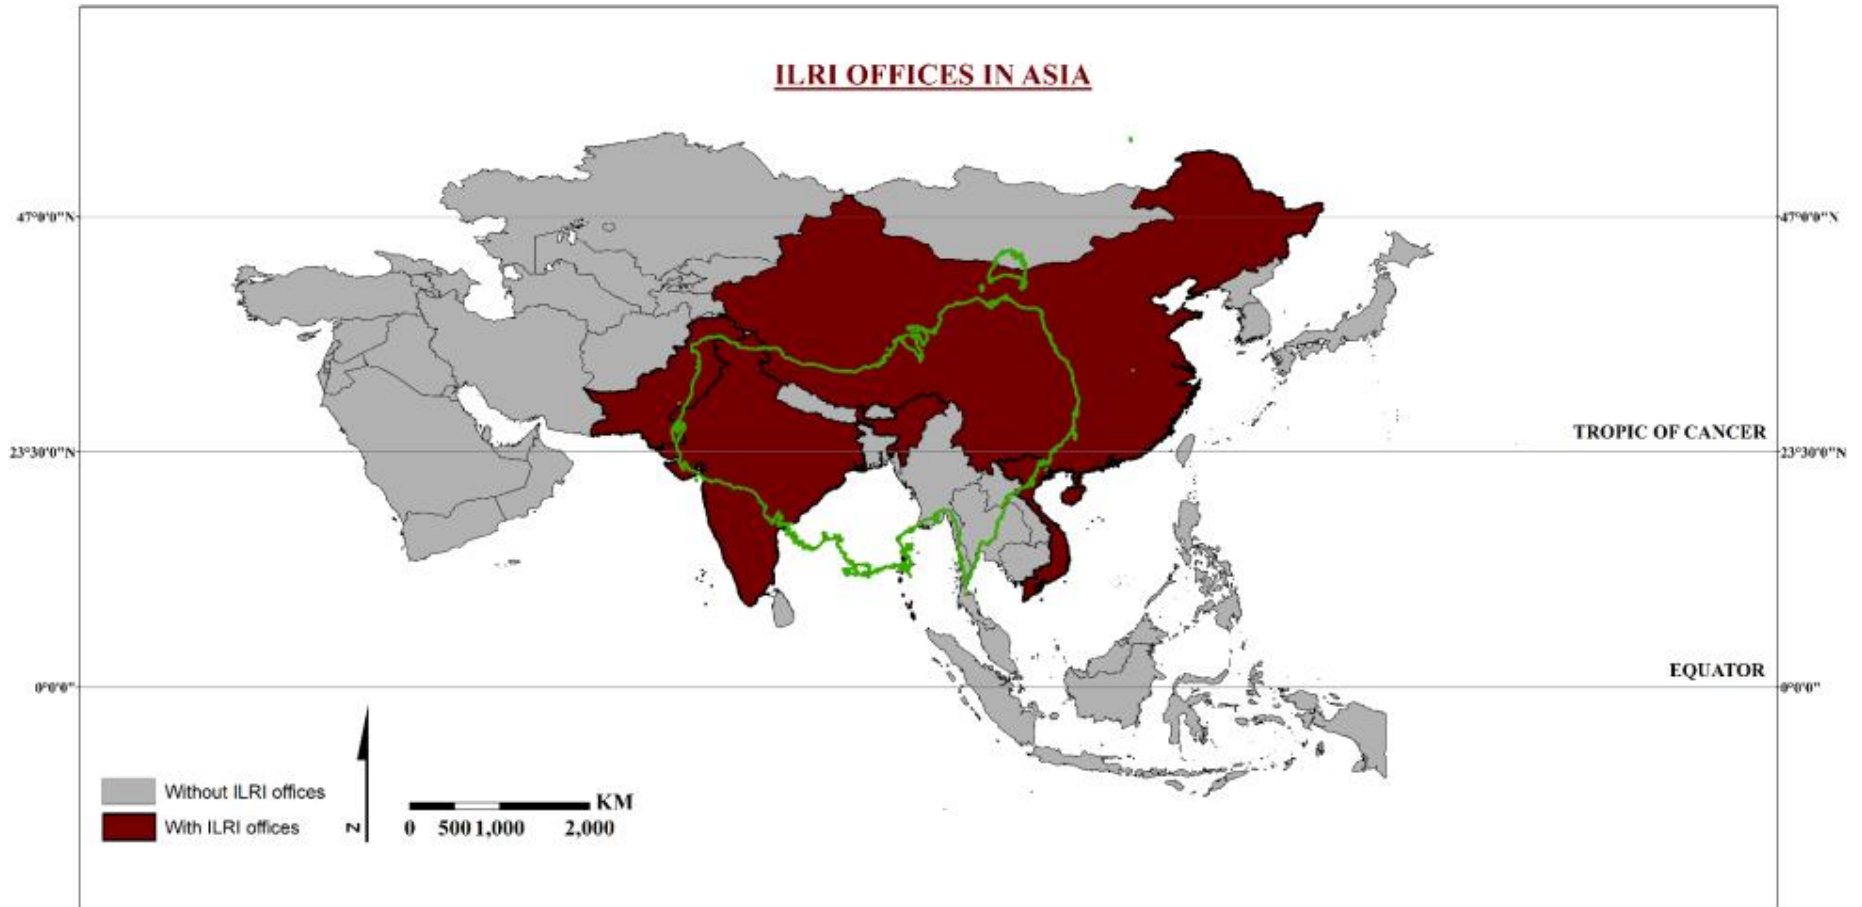 ILRI OFFICES IN ASIA
47°0'0"N
47°0'0"N
TROPIC OF CANCER
23°30'0"N
23°30'0"N
EQUATOR
0°0'0"
0°0'0"
Without ILRI offices
With ILRI offices
N
KM
0 500 1,000 2,000